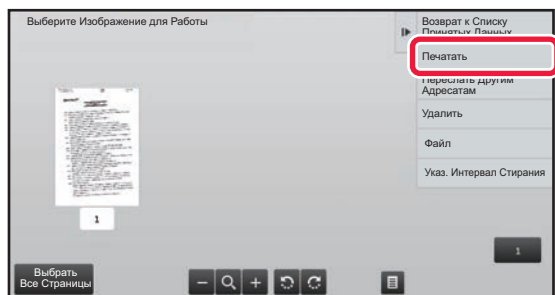 Выберите Изображение для Работы
Возврат к Списку
Принятых Данных
Печатать
Переслать Другим
Адресатам
Удалить
Файл
Указ. Интервал Стирания
1
1
Выбрать
Все Страницы